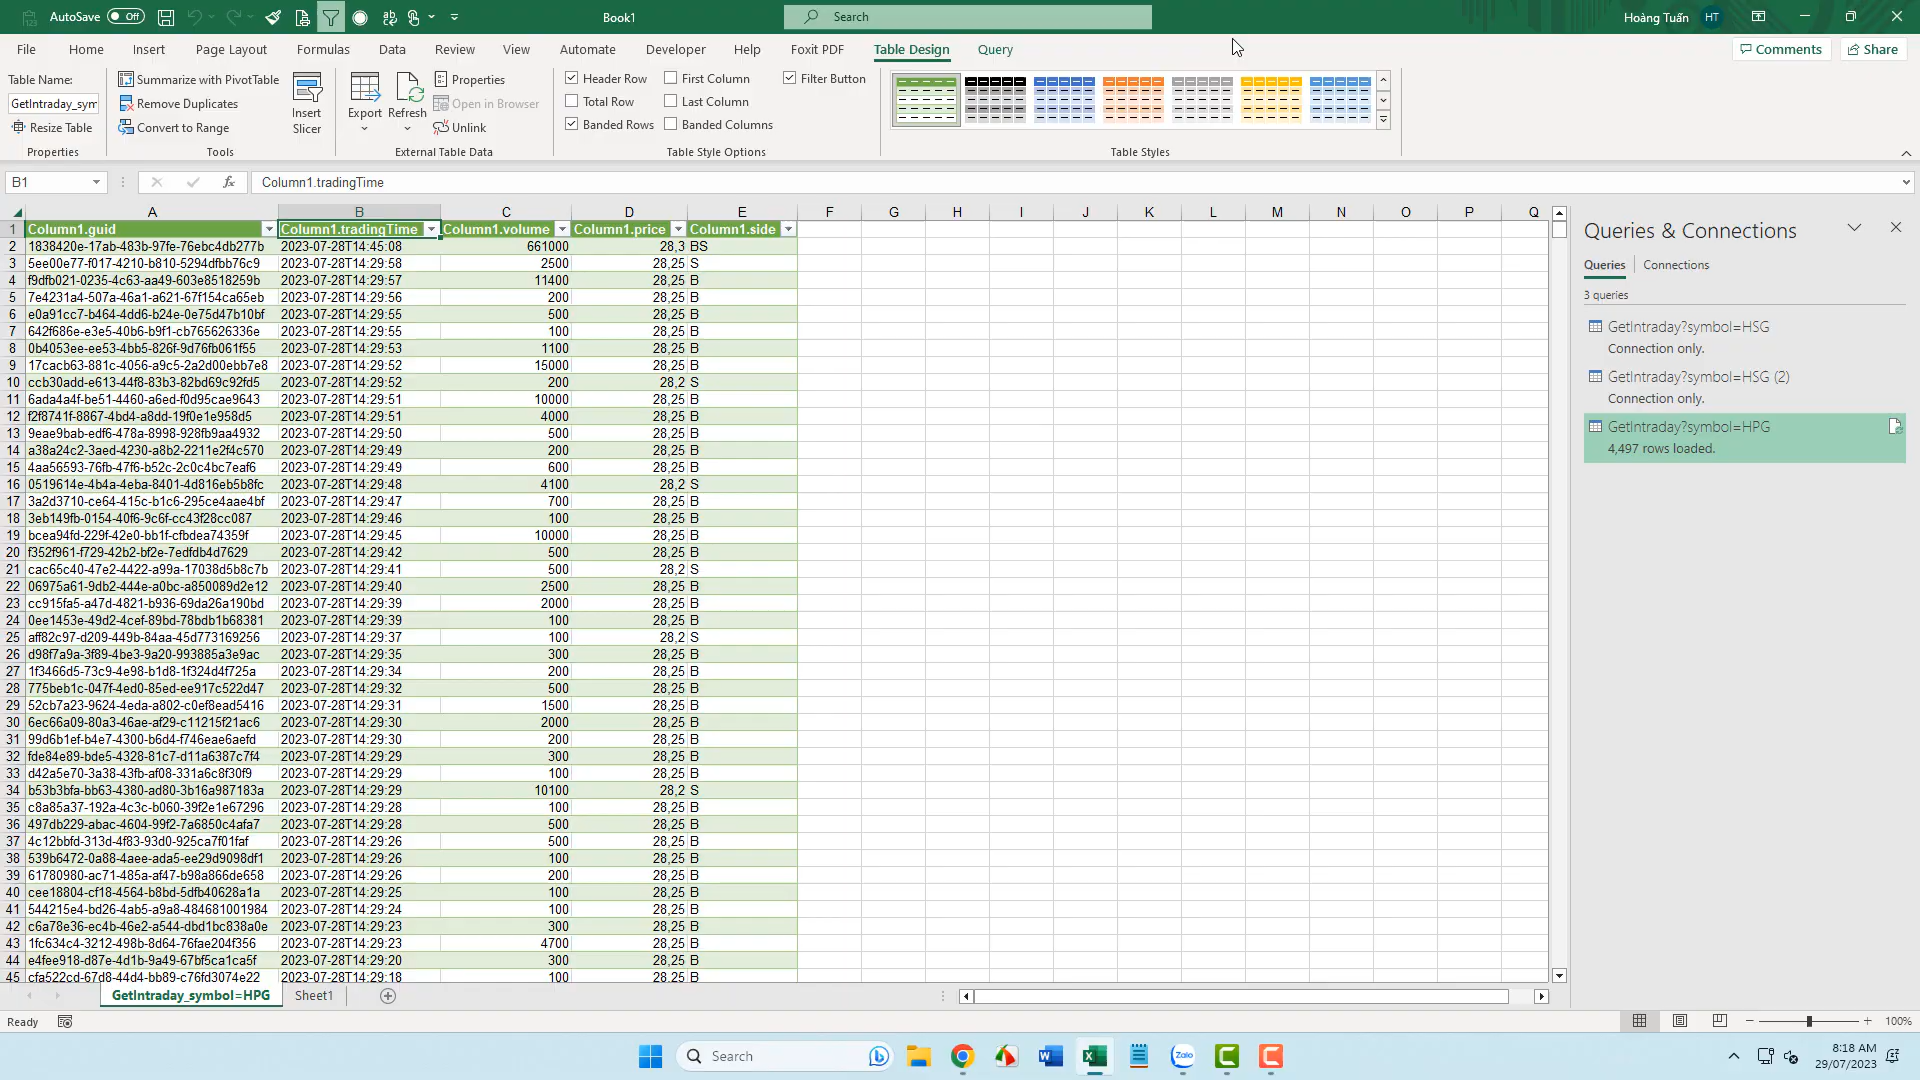 AutoSave Off
Book1
Search
Hoàng Tuấn HT
File Home Insert Page Layout Formulas Data Review View Automate Developer Help Foxit PDF Table Design Query
Comments Share
Table Name:
GetIntraday_sym
Resize Table
Properties
Summarize with PivotTable
Remove Duplicates
Convert to Range
Insert
Slicer
Tools
Export
Refresh
Properties
Open in Browser
Unlink
External Table Data
Header Row First Column Filter Button
Total Row Last Column
Banded Rows Banded Columns
Table Style Options
Table Styles
B1 fx Column1.tradingTime
A B C D E F G H I J K L M N O P Q
1 Column1.guid Column1.tradingTime Column1.volume Column1.price Column1.side
2 1838420e-17ab-483b-97fe-76ebc4db277b 2023-07-28T14:45:08 661000 28,3 BS
3 5ee00e77-f017-4210-b810-5294dfbb76c9 2023-07-28T14:29:58 2500 28,25 S
4 f9dfb021-0235-4c63-aa49-603e8518259b 2023-07-28T14:29:57 11400 28,25 B
5 7e4231a4-507a-46a1-a621-67f154ca65eb 2023-07-28T14:29:56 200 28,25 B
6 e0a91cc7-b464-4dd6-b24e-0e75d47b10bf 2023-07-28T14:29:55 500 28,25 B
7 642f686e-e3e5-40b6-b9f1-cb765626336e 2023-07-28T14:29:55 100 28,25 B
8 0b4053ee-ee53-4bb5-826f-9d76fb061f55 2023-07-28T14:29:53 1100 28,25 B
9 17cacb63-881c-4056-a9c5-2a2d00ebb7e8 2023-07-28T14:29:52 15000 28,25 B
10 ccb30add-e613-44f8-83b3-82bd69c92fd5 2023-07-28T14:29:52 200 28,2 S
11 6ada4a4f-be51-4460-a6ed-f0d95cae9643 2023-07-28T14:29:51 10000 28,25 B
12 f2f8741f-8867-4bd4-a8dd-19f0e1e958d5 2023-07-28T14:29:51 4000 28,25 B
13 9eae9bab-edf6-478a-8998-928fb9aa4932 2023-07-28T14:29:50 500 28,25 B
14 a38a24c2-3aed-4230-a8b2-2211e2f4c570 2023-07-28T14:29:49 200 28,25 B
15 4aa56593-76fb-47f6-b52c-2c0c4bc7eaf6 2023-07-28T14:29:49 600 28,25 B
16 0519614e-4b4a-4eba-8401-4d816eb5b8fc 2023-07-28T14:29:48 4100 28,2 S
17 3a2d3710-ce64-415c-b1c6-295ce4aae4bf 2023-07-28T14:29:47 700 28,25 B
18 3eb149fb-0154-40f6-9c6f-cc43f28cc087 2023-07-28T14:29:46 100 28,25 B
19 bcea94fd-229f-42e0-bb1f-cfbdea74359f 2023-07-28T14:29:45 10000 28,25 B
20 f352f961-f729-42b2-bf2e-7edfdb4d7629 2023-07-28T14:29:42 500 28,25 B
21 cac65c40-47e2-4422-a99a-17038d5b8c7b 2023-07-28T14:29:41 500 28,2 S
22 06975a61-9db2-444e-a0bc-a850089d2e12 2023-07-28T14:29:40 2500 28,25 B
23 cc915fa5-a47d-4821-b936-69da26a190bd 2023-07-28T14:29:39 2000 28,25 B
24 0ee1453e-49d2-4cef-89bd-78bdb1b68381 2023-07-28T14:29:39 100 28,25 B
25 aff82c97-d209-449b-84aa-45d773169256 2023-07-28T14:29:37 100 28,2 S
26 d98f7a9a-3f89-4be3-9a20-993885a3e9ac 2023-07-28T14:29:35 300 28,25 B
27 1f3466d5-73c9-4e98-b1d8-1f324d4f725a 2023-07-28T14:29:34 200 28,25 B
28 775beb1c-047f-4ed0-85ed-ee917c522d47 2023-07-28T14:29:32 500 28,25 B
29 52cb7a23-9624-4eda-a802-c0ef8ead5416 2023-07-28T14:29:31 1500 28,25 B
30 6ec66a09-80a3-46ae-af29-c11215f21ac6 2023-07-28T14:29:30 2000 28,25 B
31 99d6b1ef-b4e7-4300-b6d4-f746eae6aefd 2023-07-28T14:29:30 200 28,25 B
32 fde84e89-bde5-4328-81c7-d11a6387c7f4 2023-07-28T14:29:29 300 28,25 B
33 d42a5e70-3a38-43fb-af08-331a6c8f30f9 2023-07-28T14:29:29 100 28,25 B
34 b53b3bfa-bb63-4380-ad80-3b16a987183a 2023-07-28T14:29:29 10100 28,2 S
35 c8a85a37-192a-4c3c-b060-39f2e1e67296 2023-07-28T14:29:28 100 28,25 B
36 497db229-abac-4604-99f2-7a6850c4afa7 2023-07-28T14:29:28 500 28,25 B
37 4c12bbfd-313d-4f83-93d0-925ca7f01faf 2023-07-28T14:29:26 500 28,25 B
38 539b6472-0a88-4aee-ada5-ee29d9098df1 2023-07-28T14:29:26 100 28,25 B
39 61780980-ac71-485a-af47-b98a866de658 2023-07-28T14:29:26 200 28,25 B
40 cee18804-cf18-4564-b8bd-5dfb40628a1a 2023-07-28T14:29:25 100 28,25 B
41 544215e4-bd26-4ab5-a9a8-484681001984 2023-07-28T14:29:24 100 28,25 B
42 c6a78e36-ec4b-46e2-a544-dbd1bc838a0e 2023-07-28T14:29:23 300 28,25 B
43 1fc634c4-3212-498b-8d64-76fae204f356 2023-07-28T14:29:23 4700 28,25 B
44 e4fee918-d87e-4d1b-9a49-67bf5ca1ca5f 2023-07-28T14:29:20 300 28,25 B
45 cfa522cd-67d8-44d4-bb89-c76fd3074e22 2023-07-28T14:29:18 100 28,25 B
Queries & Connections
Queries Connections
3 queries
GetIntraday?symbol=HSG
Connection only.
GetIntraday?symbol=HSG (2)
Connection only.
GetIntraday?symbol=HPG
4,497 rows loaded.
GetIntraday_symbol=HPG Sheet1
Ready
100%
Search
8:18 AM
29/07/2023